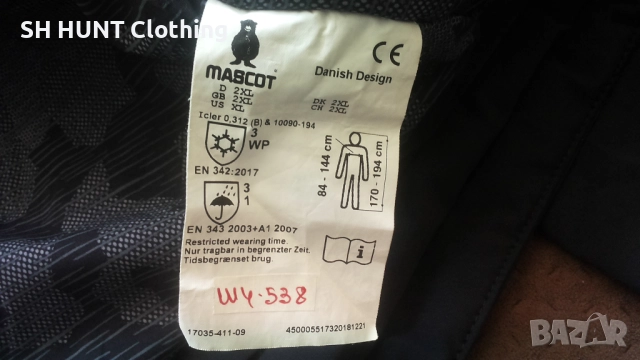 SH HUNT Clothing
MASCOT
CE
Danish Design
D 2XL
GB 2XL
US XL
DK 2XL
CN 2XL
Icler 0,312 (B) & 10090-194
3
WP
EN 342:2017
84 - 144 cm
170 - 194 cm
3
1
EN 343 2003+A1 2007
Restricted wearing time.
Nur tragbar in begrenzter Zeit.
Tidsbegrænset brug.
WY-538
17035-411-09
450005517320181221
BAZAR
bg